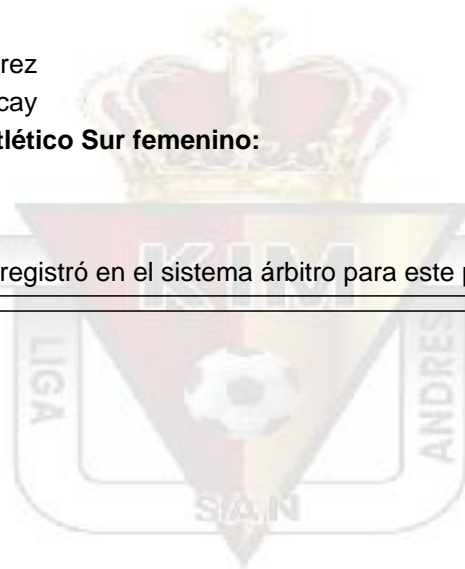 rez
cay
tlético Sur femenino:
registró en el sistema árbitro para este p
KIM
LIGA
ANDRES
SAN